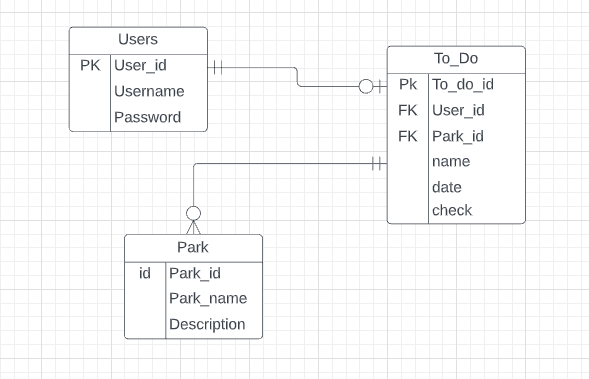 Users
PK User_id
Username
Password
To_Do
Pk To_do_id
FK User_id
FK Park_id
name
date
check
Park
id Park_id
Park_name
Description